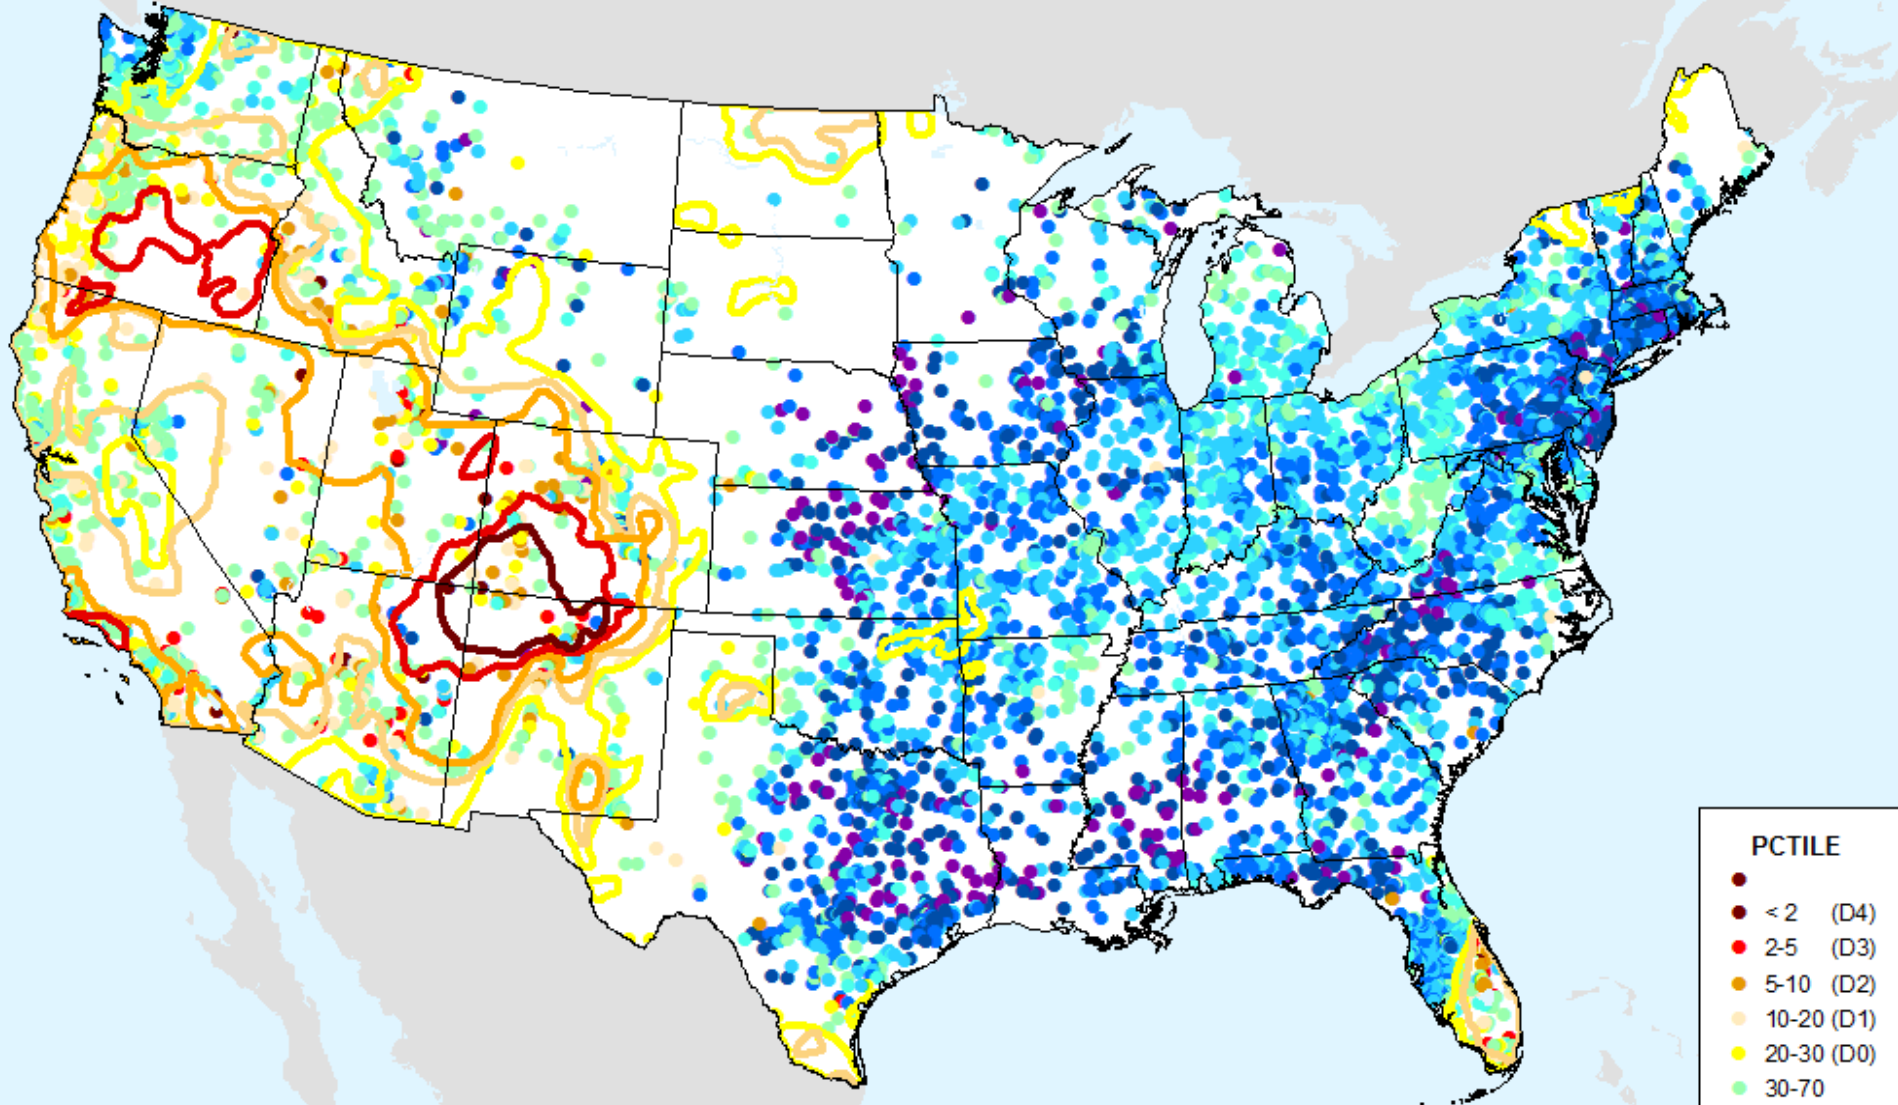 PCTILE
< 2 (D4)
2-5 (D3)
5-10 (D2)
10-20 (D1)
20-30 (D0)
30-70